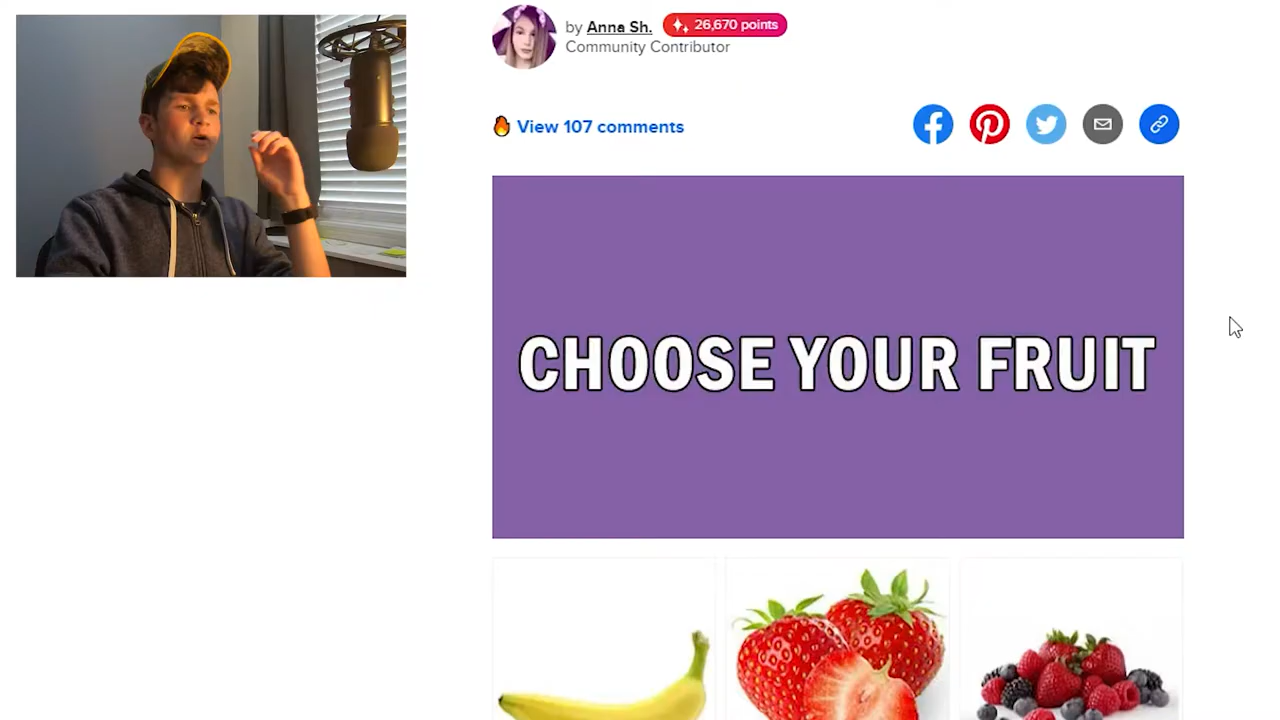 by Anna Sh. 26,670 points
Community Contributor
View 107 comments
CHOOSE YOUR FRUIT